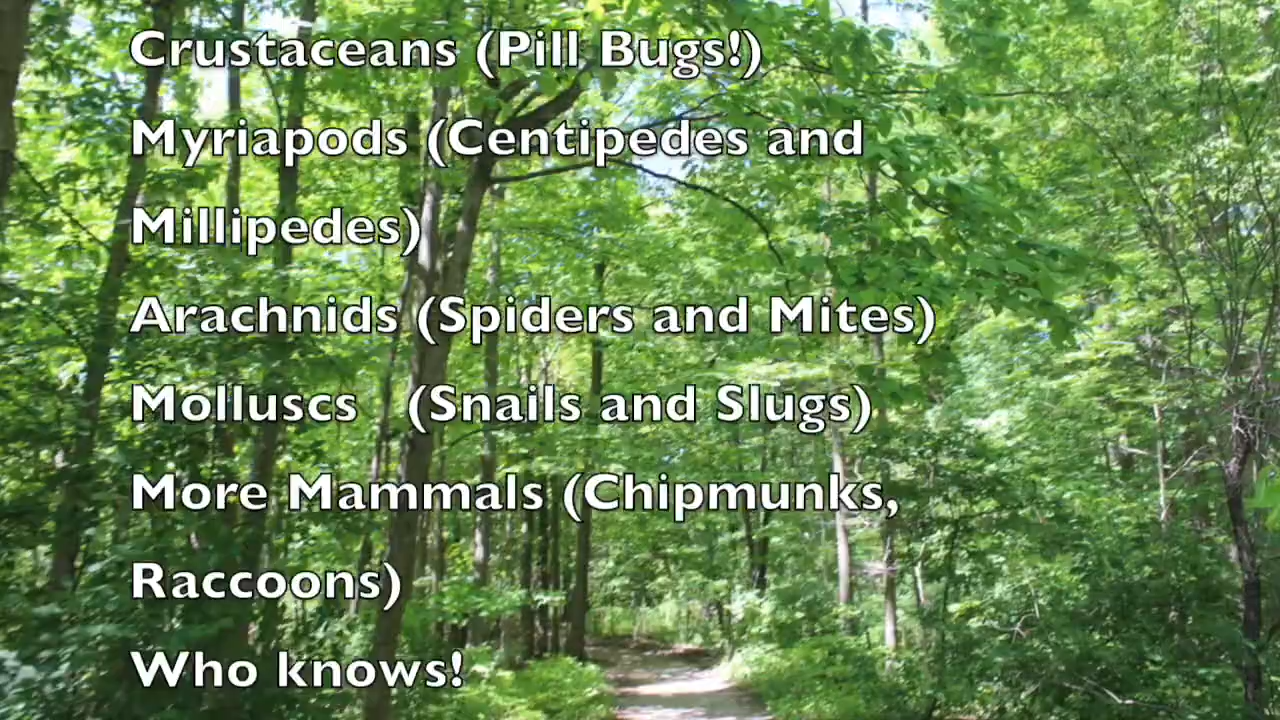 Crustaceans (Pill Bugs!)
Myriapods (Centipedes and
Millipedes)
Arachnids (Spiders and Mites)
Molluscs (Snails and Slugs)
More Mammals (Chipmunks,
Raccoons)
Who knows!